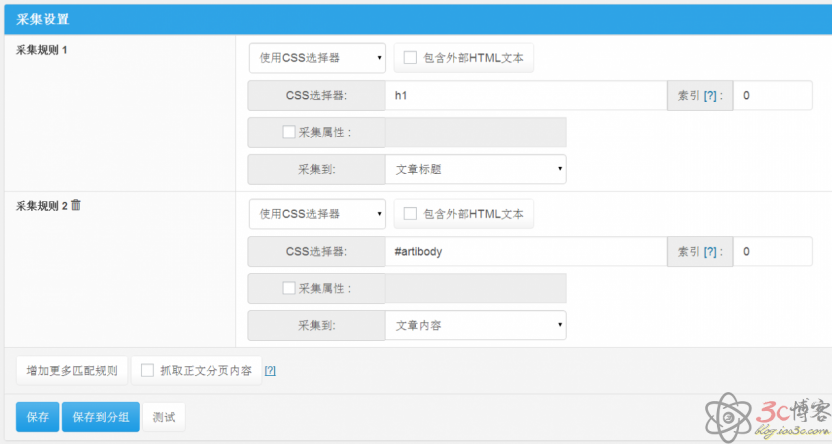 采集设置
采集规则 1
使用CSS选择器 包含外部HTML文本
CSS选择器: h1 索引 [?] : 0
采集属性 :
采集到: 文章标题
采集规则 2
使用CSS选择器 包含外部HTML文本
CSS选择器: #artibody 索引 [?] : 0
采集属性 :
采集到: 文章内容
增加更多匹配规则 抓取正文分页内容 [?]
保存 保存到分组 测试
3c博客
blog.ios3c.com